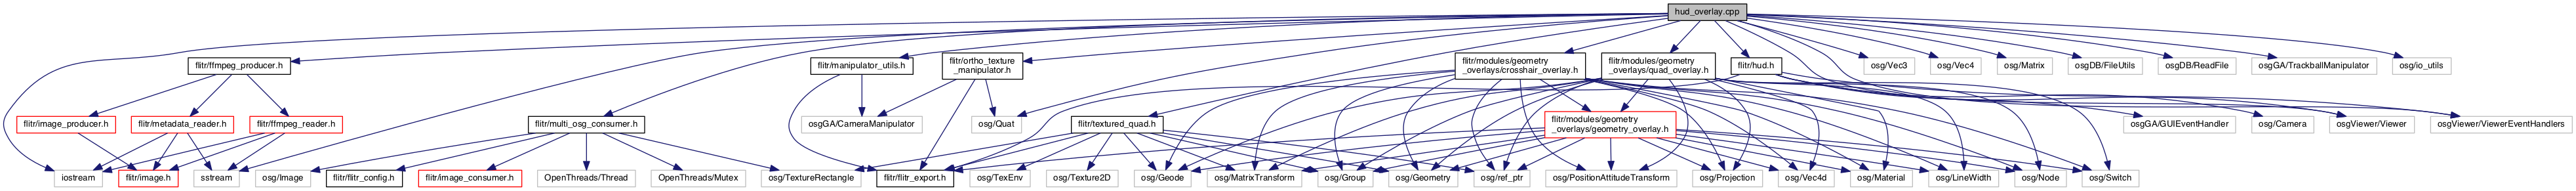 hud_overlay.cpp
flitr/ffmpeg_producer.h
flitr/manipulator_utils.h
flitr/ortho_texture
_manipulator.h
flitr/modules/geometry
_overlays/crosshair_overlay.h
flitr/modules/geometry
_overlays/quad_overlay.h
flitr/hud.h
osg/Vec3
osg/Vec4
osg/Matrix
osgDB/FileUtils
osgDB/ReadFile
osgGA/TrackballManipulator
osg/io_utils
flitr/image_producer.h
flitr/metadata_reader.h
flitr/ffmpeg_reader.h
flitr/multi_osg_consumer.h
osgGA/CameraManipulator
osg/Quat
flitr/textured_quad.h
flitr/modules/geometry
_overlays/geometry_overlay.h
osgGA/GUIEventHandler
osg/Camera
osgViewer/Viewer
osgViewer/ViewerEventHandlers
iostream
flitr/image.h
sstream
osg/Image
flitr/flitr_config.h
flitr/image_consumer.h
OpenThreads/Thread
OpenThreads/Mutex
osg/TextureRectangle
flitr/flitr_export.h
osg/TexEnv
osg/Texture2D
osg/Geode
osg/MatrixTransform
osg/Group
osg/Geometry
osg/ref_ptr
osg/PositionAttitudeTransform
osg/Projection
osg/Vec4d
osg/Material
osg/LineWidth
osg/Node
osg/Switch